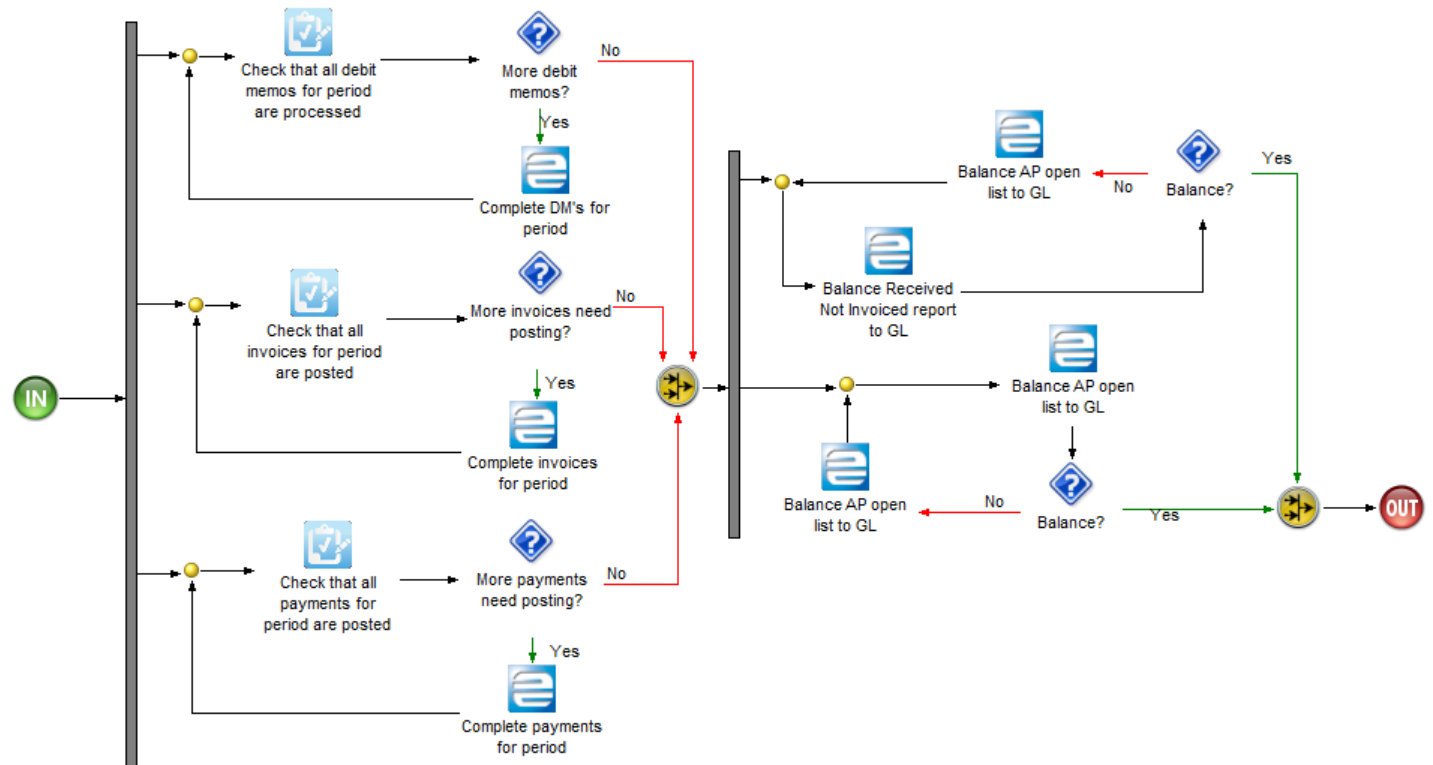 IN
Check that all debit
memos for period
are processed
More debit
memos?
No
Yes
Complete DM's for
period
Check that all
invoices for period
are posted
More invoices need
posting?
No
Yes
Complete invoices
for period
Check that all
payments for
period are posted
More payments
need posting?
No
Yes
Complete payments
for period
Balance AP open
list to GL
No
Balance?
Yes
Balance Received
Not Invoiced report
to GL
Balance AP open
list to GL
Balance AP open
list to GL
No
Balance?
Yes
OUT